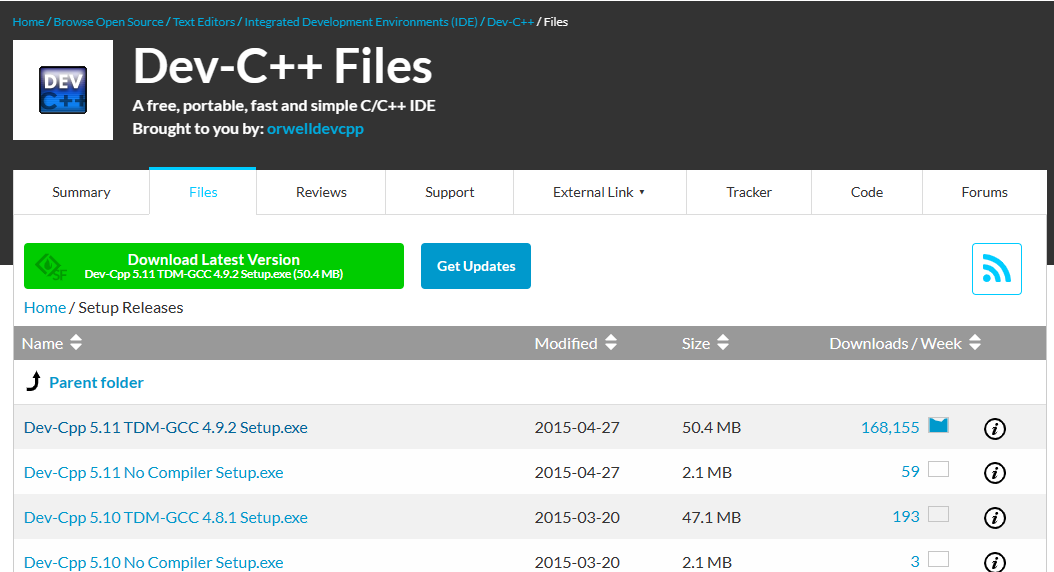 Home / Browse Open Source / Text Editors / Integrated Development Environments (IDE) / Dev-C++ / Files
DEV
C++
Dev-C++ Files
A free, portable, fast and simple C/C++ IDE
Brought to you by: orwelldevcpp
Summary Files Reviews Support External Link ▾ Tracker Code Forums
Download Latest Version
Dev-Cpp 5.11 TDM-GCC 4.9.2 Setup.exe (50.4 MB)
SF
Get Updates
Home / Setup Releases
Name Modified Size Downloads / Week
Parent folder
Dev-Cpp 5.11 TDM-GCC 4.9.2 Setup.exe 2015-04-27 50.4 MB 168,155 i
Dev-Cpp 5.11 No Compiler Setup.exe 2015-04-27 2.1 MB 59 i
Dev-Cpp 5.10 TDM-GCC 4.8.1 Setup.exe 2015-03-20 47.1 MB 193 i
Dev-Cpp 5.10 No Compiler Setup.exe 2015-03-20 2.1 MB 3 i